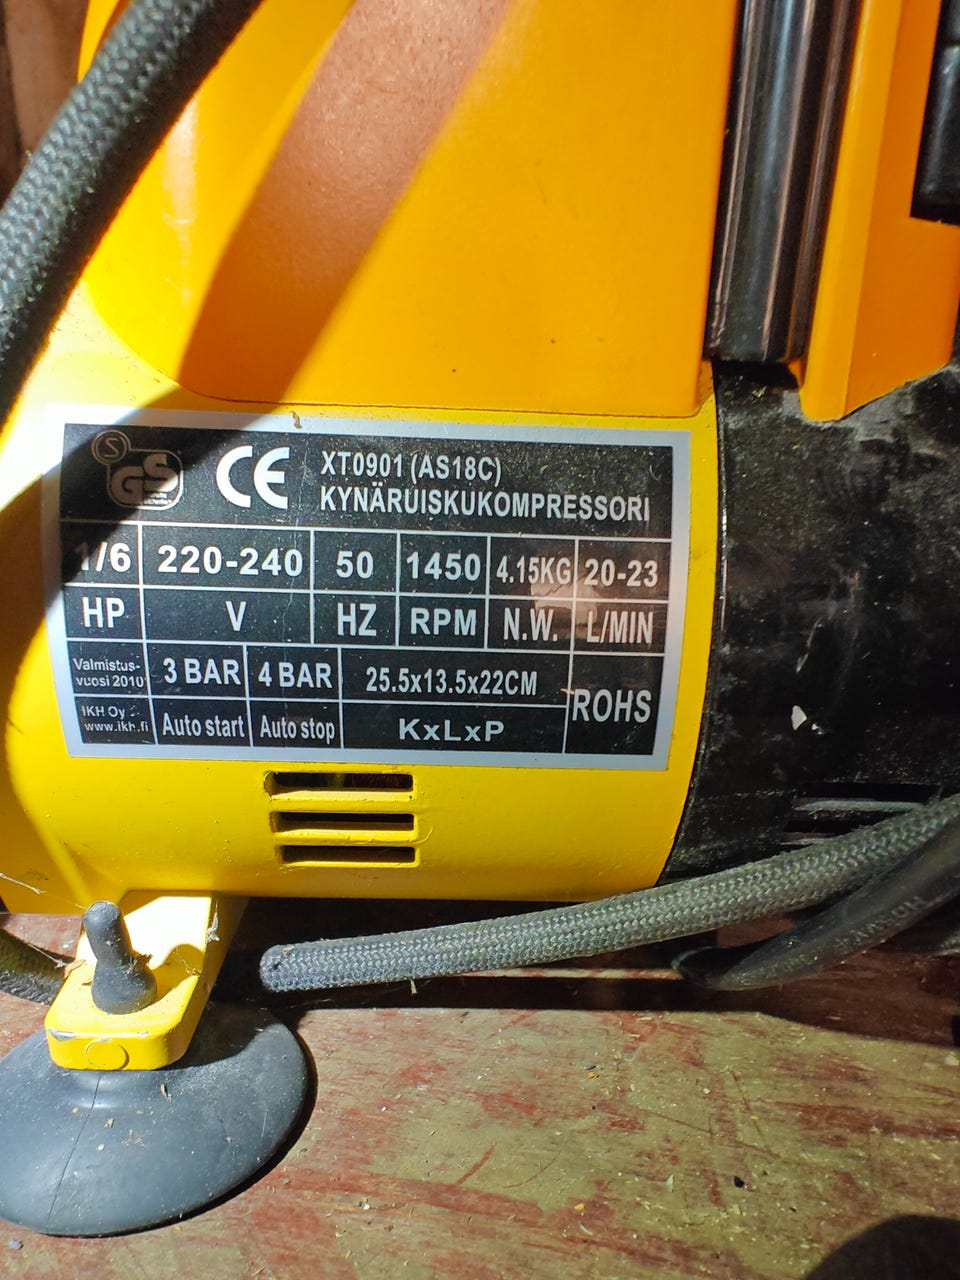 S
GS
CE
XT0901 (AS18C)
KYNÄRUISKUKOMPRESSORI
1/6 220-240 50 1450 4.15KG 20-23
HP V HZ RPM N.W. L/MIN
Valmistus-
vuosi 2010
3 BAR 4 BAR 25.5x13.5x22CM
ROHS
IKH Oy
www.ikh.fi
Auto start Auto stop KxLxP